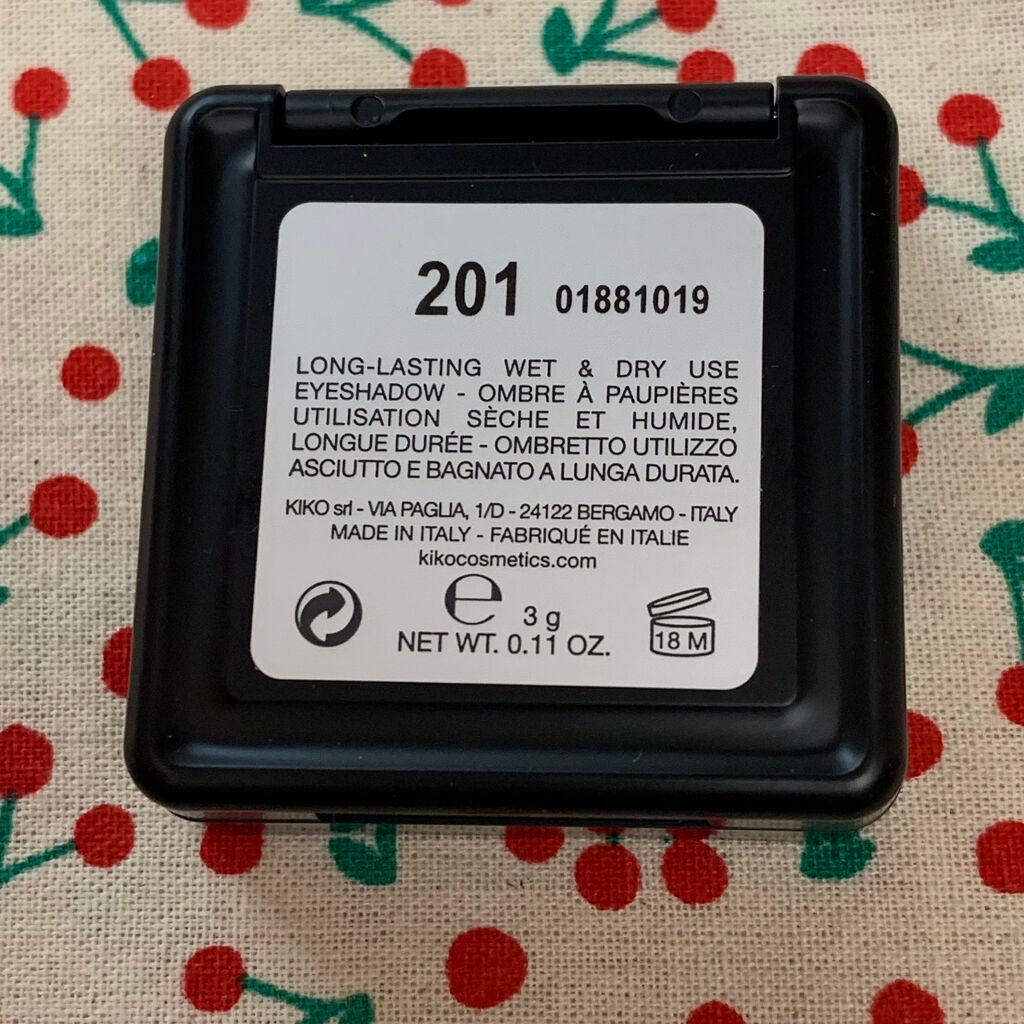 201 01881019
LONG-LASTING WET & DRY USE
EYESHADOW - OMBRE À PAUPIÈRES
UTILISATION SÈCHE ET HUMIDE,
LONGUE DURÉE - OMBRETTO UTILIZZO
ASCIUTTO E BAGNATO A LUNGA DURATA.
KIKO srl - VIA PAGLIA, 1/D - 24122 BERGAMO - ITALY
MADE IN ITALY - FABRIQUÉ EN ITALIE
kikocosmetics.com
℮ 3 g
NET WT. 0.11 OZ.
18 M